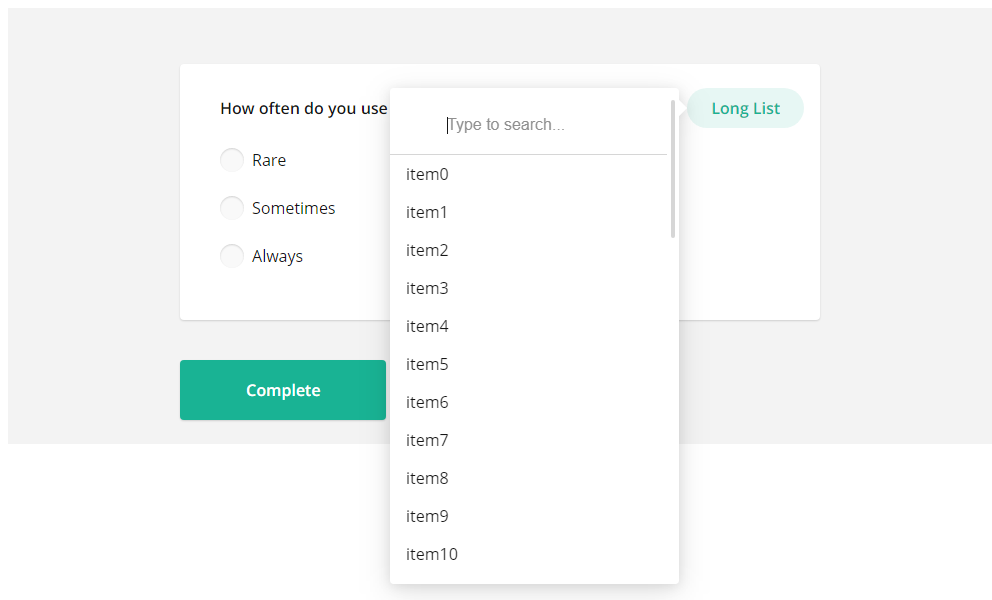 How often do you use
Rare
Sometimes
Always
Complete
Long List
Type to search...
item0
item1
item2
item3
item4
item5
item6
item7
item8
item9
item10